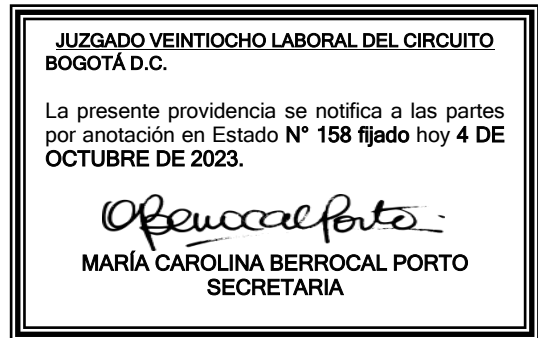 JUZGADO VEINTIOCHO LABORAL DEL CIRCUITO
BOGOTÁ D.C.
La presente providencia se notifica a las partes
por anotación en Estado N° 158 fijado hoy 4 DE
OCTUBRE DE 2023.
CBerrocalPorto.
MARÍA CAROLINA BERROCAL PORTO
SECRETARIA